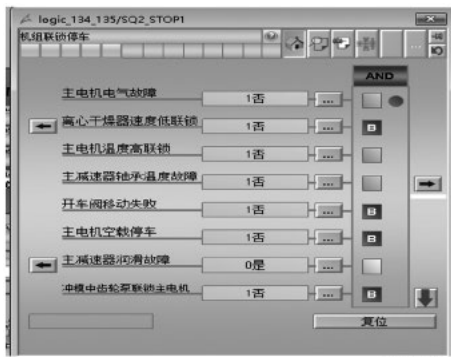 logic_134_135/SQ2_STOP1
机组联锁停车
AND
主电机电气故障 1否 ...
离心干燥器速度低联锁 1否 ... B
主电机温度高联锁 1否 ...
主减速器轴承温度故障 1否 ...
开车阀移动失败 1否 ... B
主电机空载停车 1否 ... B
主减速器润滑故障 0是 ...
冲模中齿轮泵联锁主电机 1否 ... B
复位